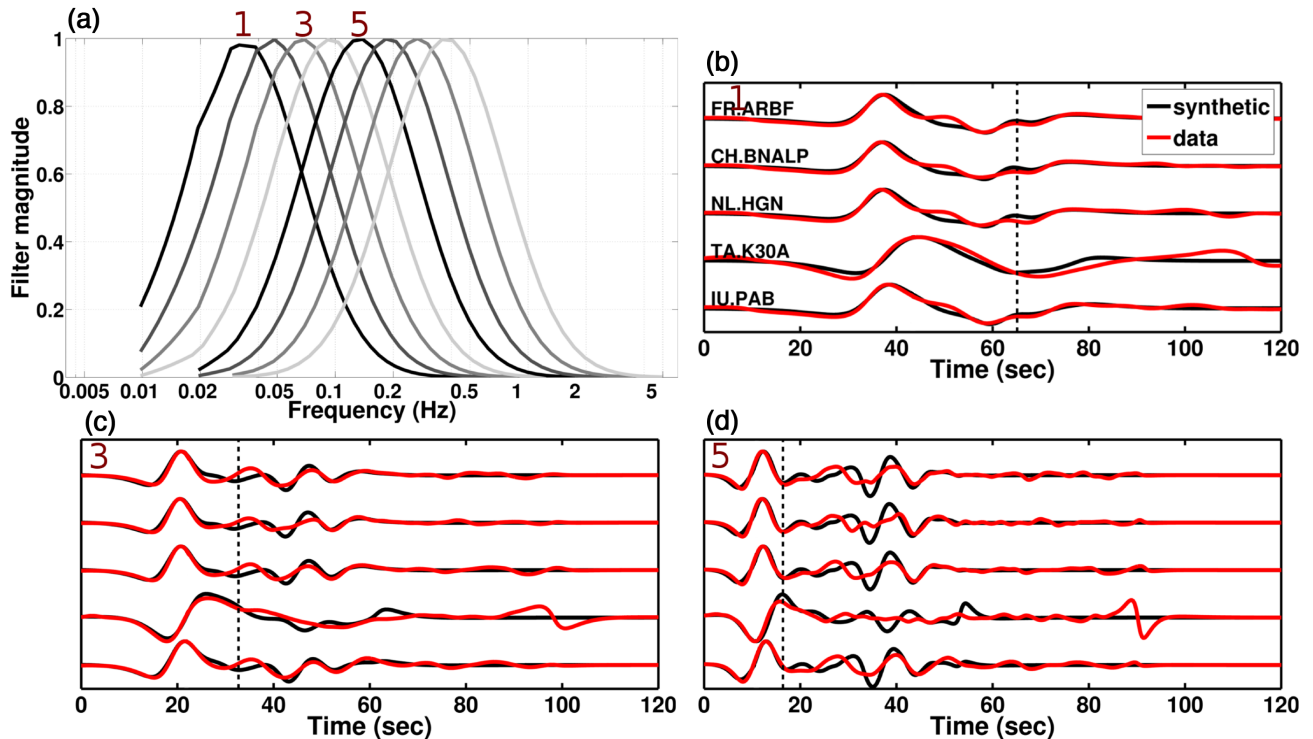 (a)
1 3 5
1
0.8
0.6
0.4
0.2
0
Filter magnitude
0.005 0.01 0.02 0.05 0.1 0.2 0.5 1 2 5
Frequency (Hz)
(b)
1
synthetic
data
FR.ARBF
CH.BNALP
NL.HGN
TA.K30A
IU.PAB
0 20 40 60 80 100 120
Time (sec)
(c)
3
0 20 40 60 80 100 120
Time (sec)
(d)
5
0 20 40 60 80 100 120
Time (sec)